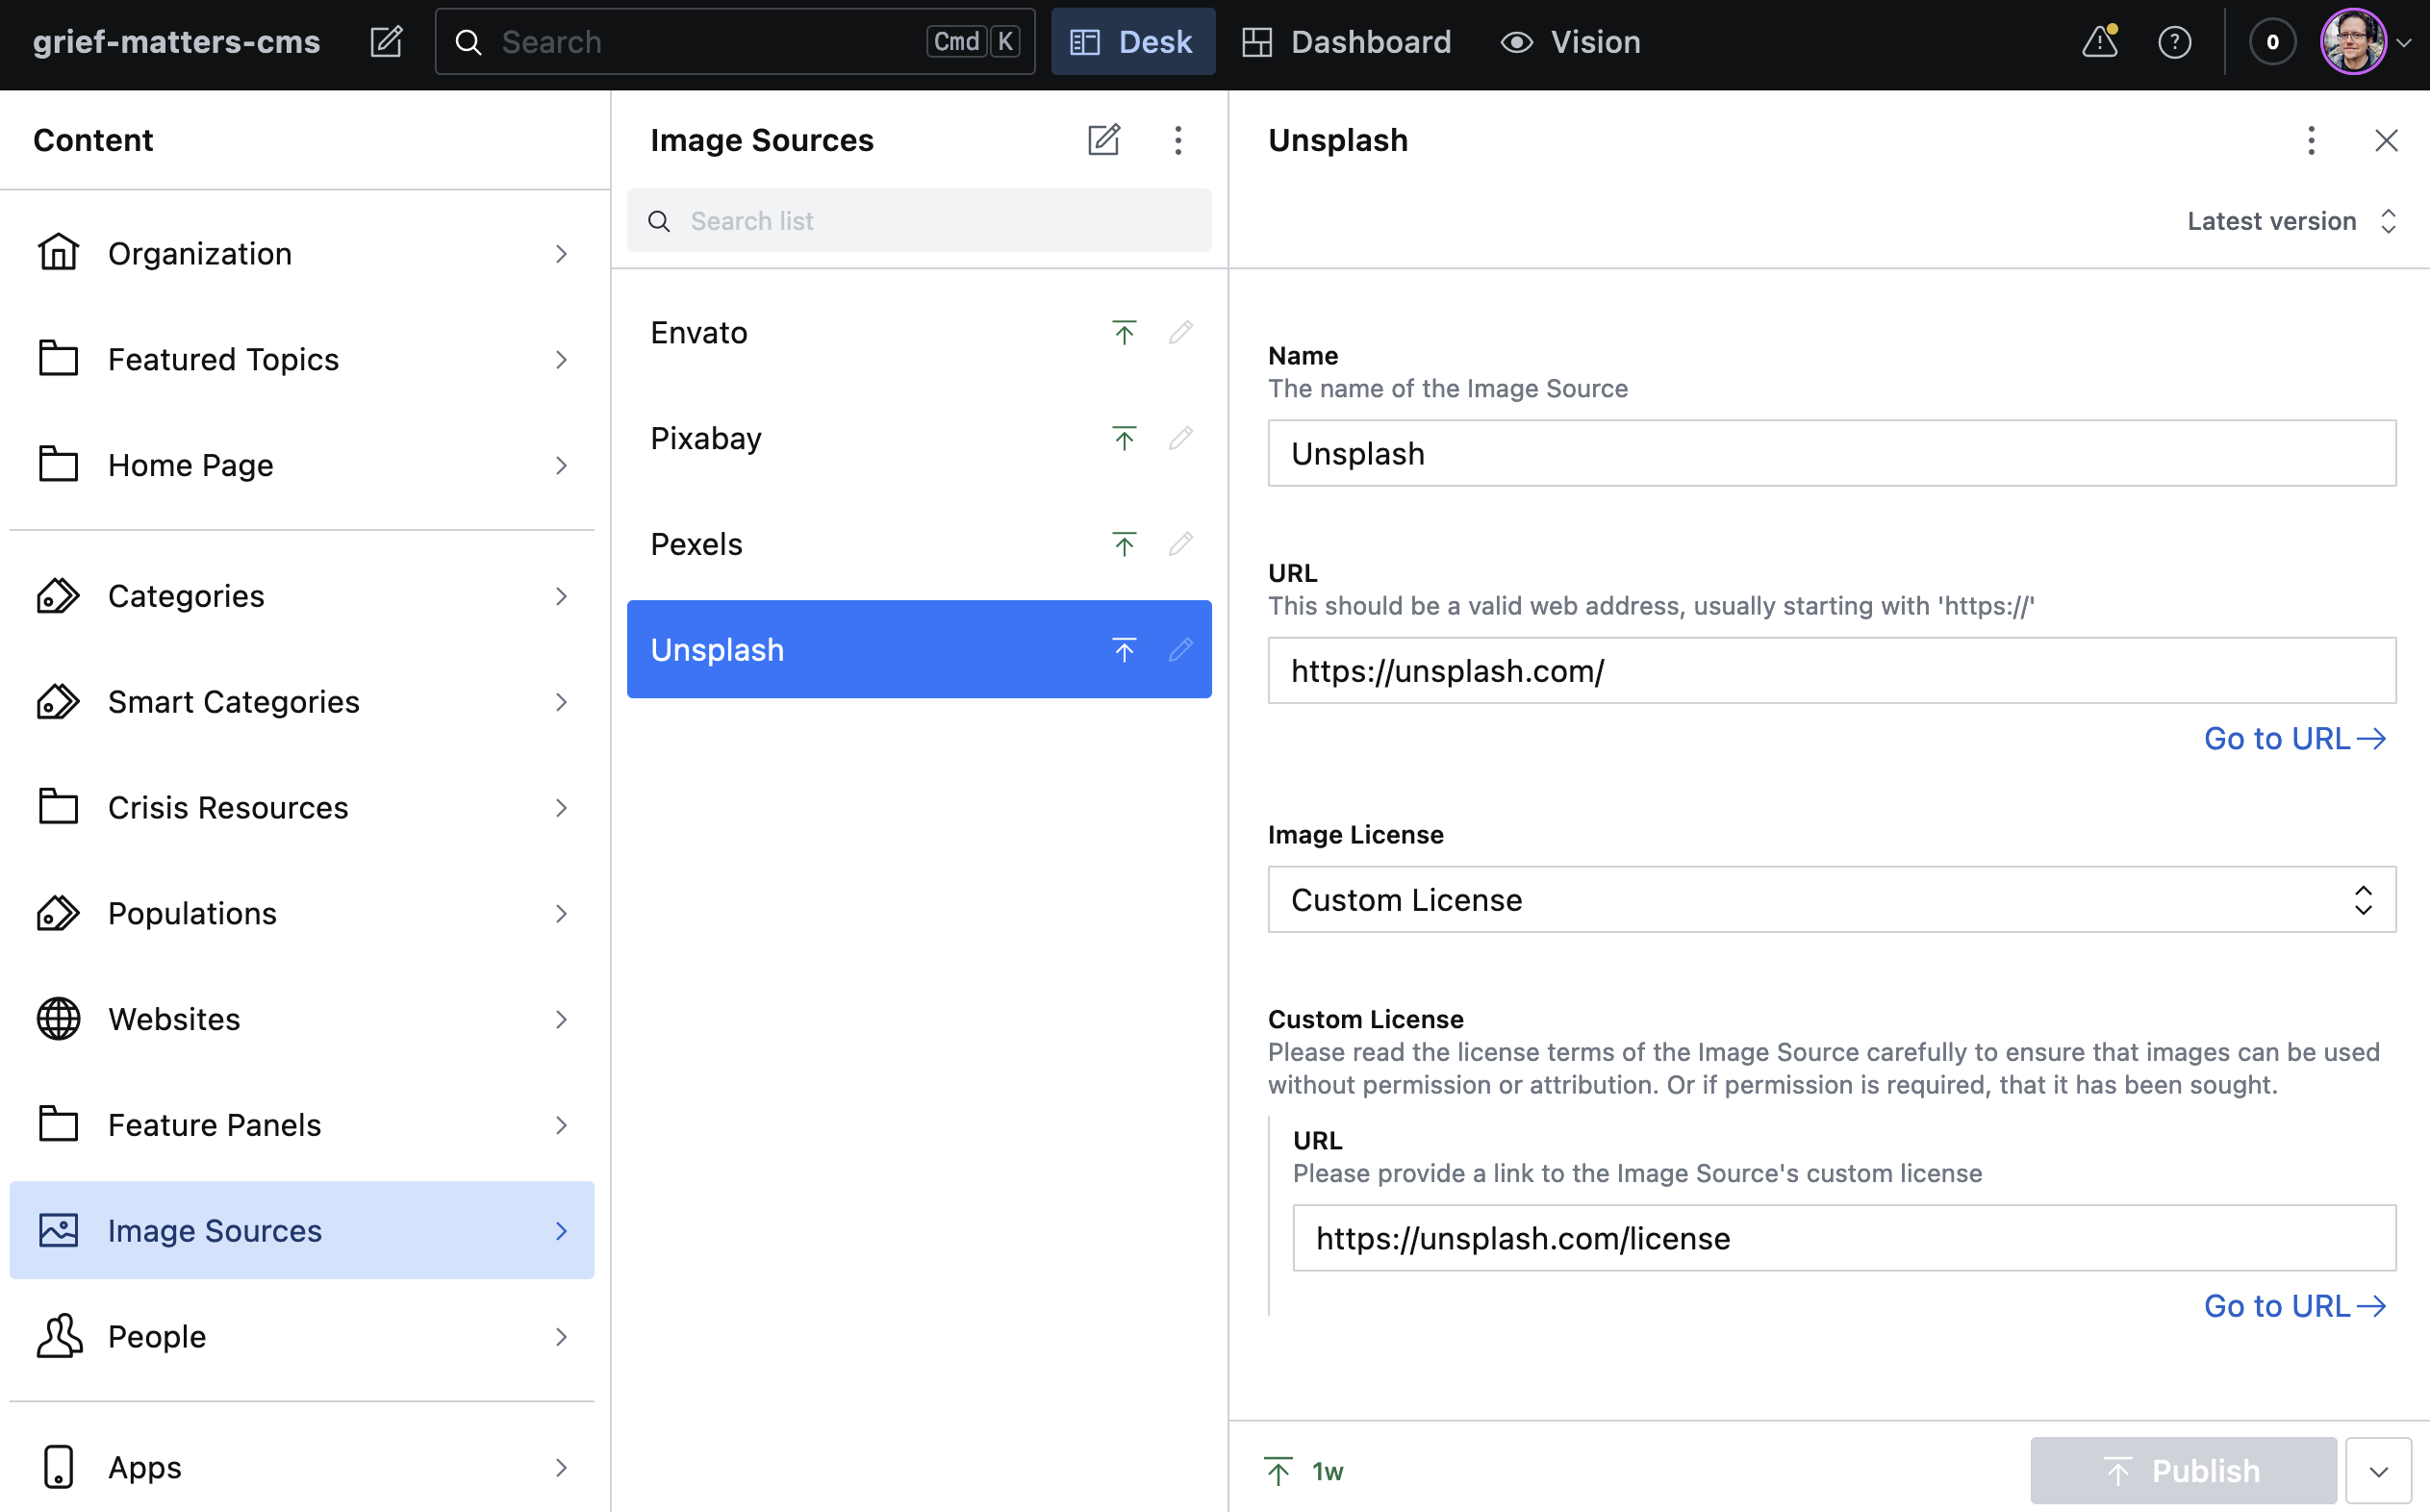 grief-matters-cms
Search
Cmd K
Desk
Dashboard
Vision
0
Content
Organization
Featured Topics
Home Page
Categories
Smart Categories
Crisis Resources
Populations
Websites
Feature Panels
Image Sources
People
Apps
Image Sources
Search list
Envato
Pixabay
Pexels
Unsplash
Unsplash
Latest version
Name
The name of the Image Source
Unsplash
URL
This should be a valid web address, usually starting with 'https://'
https://unsplash.com/
Go to URL
Image License
Custom License
Custom License
Please read the license terms of the Image Source carefully to ensure that images can be used
without permission or attribution. Or if permission is required, that it has been sought.
URL
Please provide a link to the Image Source's custom license
https://unsplash.com/license
Go to URL
1w
Publish